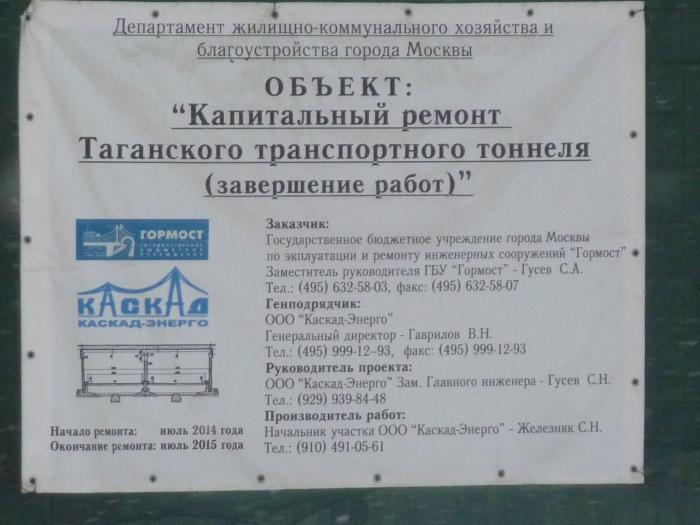 Департамент жилищно-коммунального хозяйства и
благоустройства города Москвы
ОБЪЕКТ:
“Капитальный ремонт
Таганского транспортного тоннеля
(завершение работ)”
ГОРМОСТ
ГОСУДАРСТВЕННОЕ
БЮДЖЕТНОЕ
УЧРЕЖДЕНИЕ
КАСКАД
КАСКАД-ЭНЕРГО
Начало ремонта: июль 2014 года
Окончание ремонта: июль 2015 года
Заказчик:
Государственное бюджетное учреждение города Москвы
по экплуатации и ремонту инженерных сооружений “Гормост”
Заместитель руководителя ГБУ “Гормост” - Гусев С.А.
Тел.: (495) 632-58-03, факс: (495) 632-58-07
Генподрядчик:
ООО “Каскад-Энерго”
Генеральный директор - Гаврилов В.Н.
Тел.: (495) 999-12–93, факс: (495) 999-12-93
Руководитель проекта:
ООО “Каскад-Энерго” Зам. Главного инженера - Гусев С.Н.
Тел.: (929) 939-84-48
Производитель работ:
Начальник участка ООО “Каскад-Энерго” - Железняк С.Н.
Тел.: (910) 491-05-61